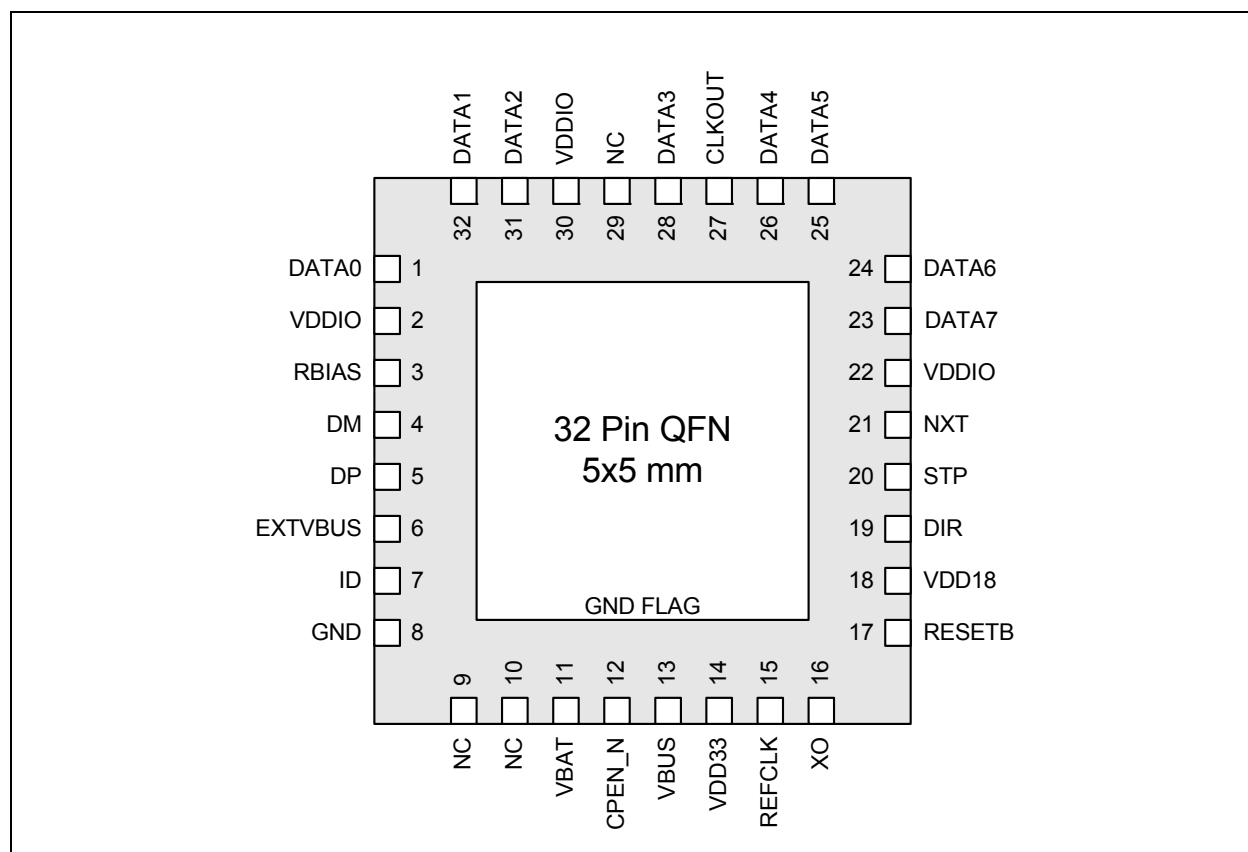 DATA1
DATA2
VDDIO
NC
DATA3
CLKOUT
DATA4
DATA5
32
31
30
29
28
27
26
25
DATA0 1
VDDIO 2
RBIAS 3
DM 4
DP 5
EXTVBUS 6
ID 7
GND 8
24 DATA6
23 DATA7
22 VDDIO
21 NXT
20 STP
19 DIR
18 VDD18
17 RESETB
32 Pin QFN
5x5 mm
GND FLAG
9
10
11
12
13
14
15
16
NC
NC
VBAT
CPEN_N
VBUS
VDD33
REFCLK
XO